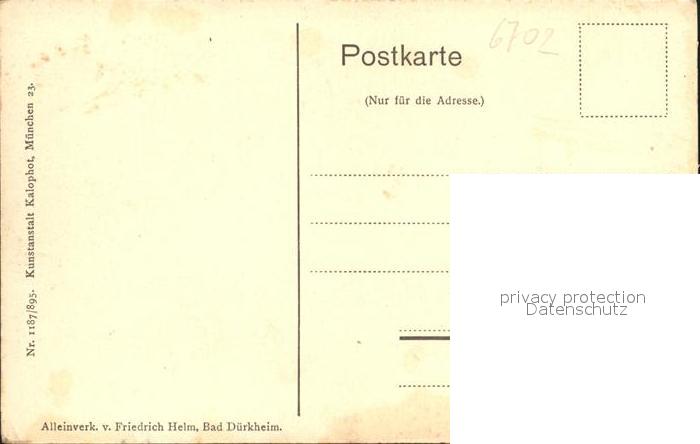 Postkarte
6702
(Nur für die Adresse.)
Nr. 1187/895. Kunstanstalt Kalophot, München 23.
privacy protection
Datenschutz
Alleinverk. v. Friedrich Helm, Bad Dürkheim.